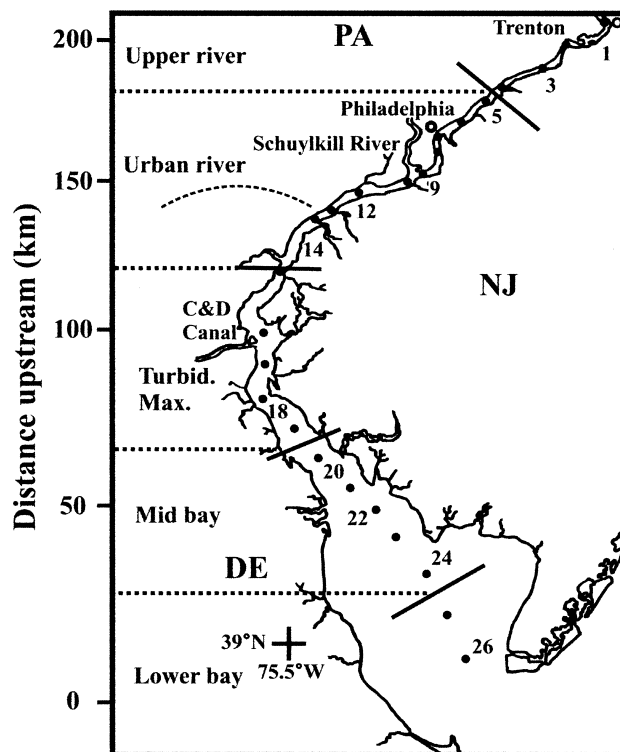 Distance upstream (km)
200
150
100
50
0
PA
Trenton
Upper river
1
3
5
Philadelphia
Schuylkill River
Urban river
9
12
14
NJ
C&D
Canal
Turbid.
Max.
18
20
22
Mid bay
24
DE
39°N
75.5°W
26
Lower bay